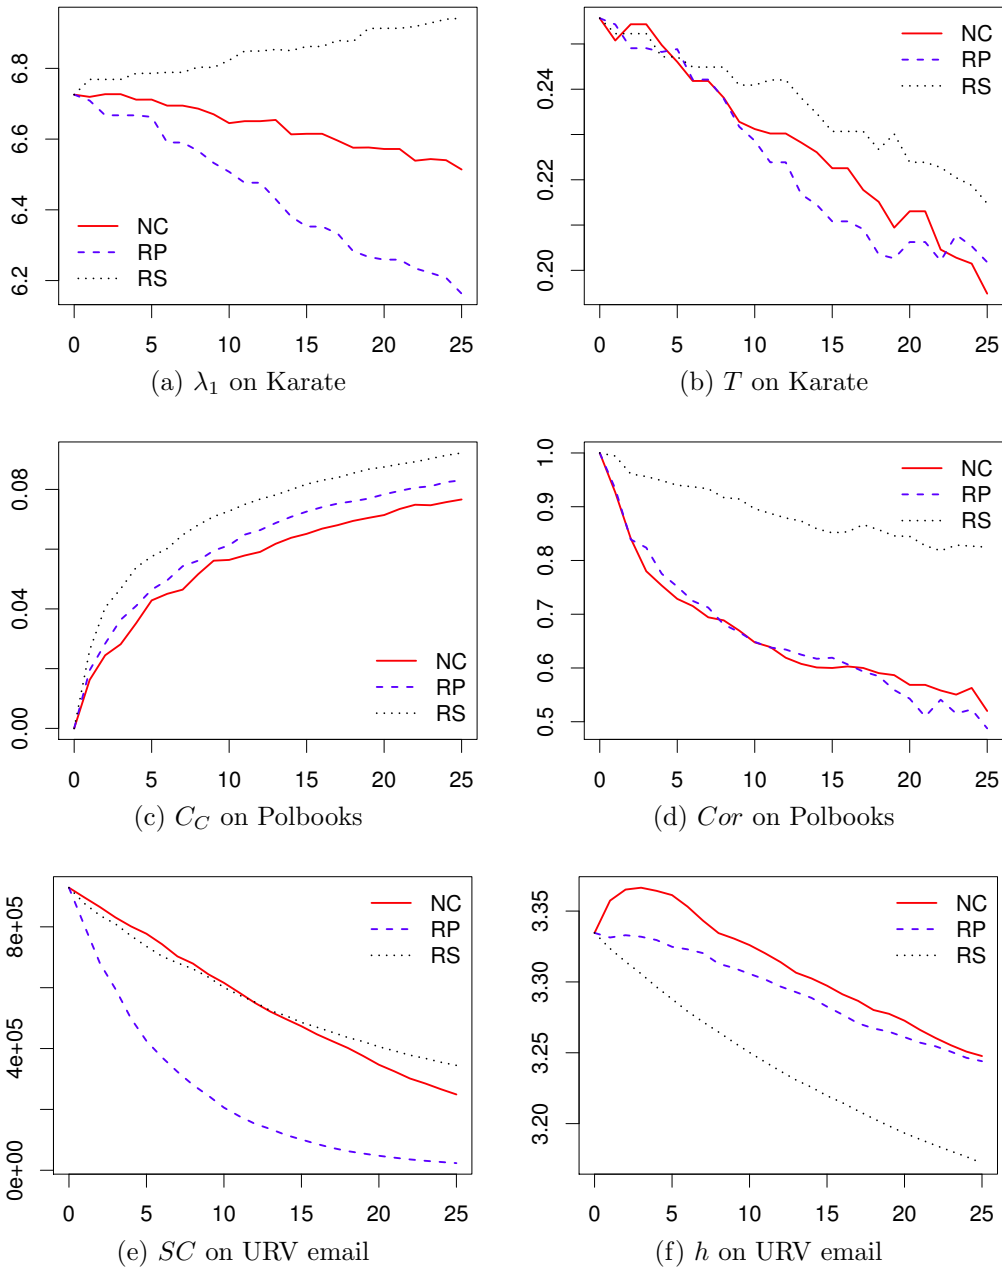 6.2 6.4 6.6 6.8
NC
RP
RS
0 5 10 15 20 25
(a) λ₁ on Karate
0.20 0.22 0.24
NC
RP
RS
0 5 10 15 20 25
(b) T on Karate
0.00 0.04 0.08
NC
RP
RS
0 5 10 15 20 25
(c) C_C on Polbooks
0.5 0.6 0.7 0.8 0.9 1.0
NC
RP
RS
0 5 10 15 20 25
(d) Cor on Polbooks
0e+00 4e+05 8e+05
NC
RP
RS
0 5 10 15 20 25
(e) SC on URV email
3.20 3.25 3.30 3.35
NC
RP
RS
0 5 10 15 20 25
(f) h on URV email